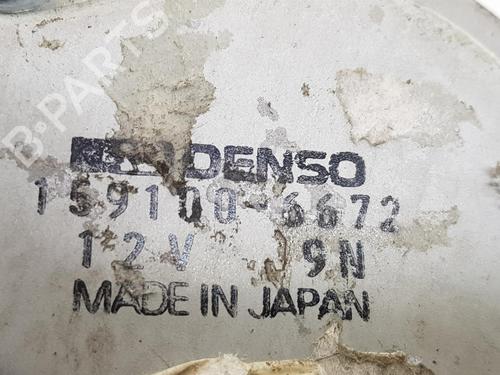 B-PARTS
DENSO
159100-6672
12V 9N
MADE IN JAPAN